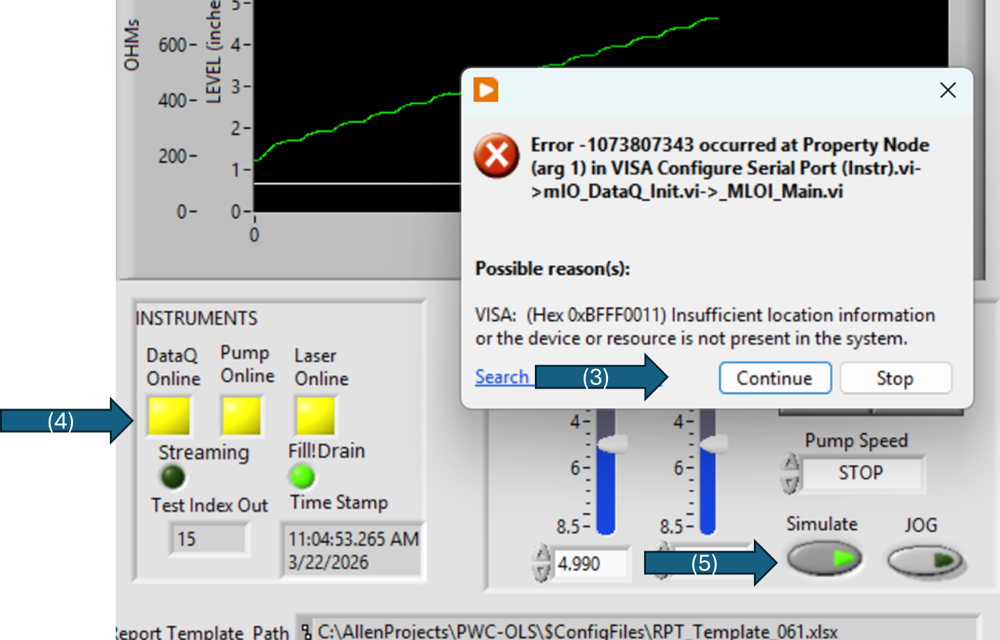 OHMs
600
400
200
0
LEVEL (inche
5
4
3
2
1
0
0
Error -1073807343 occurred at Property Node
(arg 1) in VISA Configure Serial Port (Instr).vi-
>mIO_DataQ_Init.vi->_MLOI_Main.vi
Possible reason(s):
VISA: (Hex 0xBFFF0011) Insufficient location information
or the device or resource is not present in the system.
Search
(3)
Continue
Stop
INSTRUMENTS
DataQ
Online
Pump
Online
Laser
Online
(4)
Streaming
Fill!Drain
Test Index Out
15
Time Stamp
11:04:53.265 AM
3/22/2026
4
6
8.5
4.990
4
6
8.5
Pump Speed
STOP
Simulate
JOG
(5)
Report Template Path
C:\AllenProjects\PWC-OLS\$ConfigFiles\RPT_Template_061.xlsx